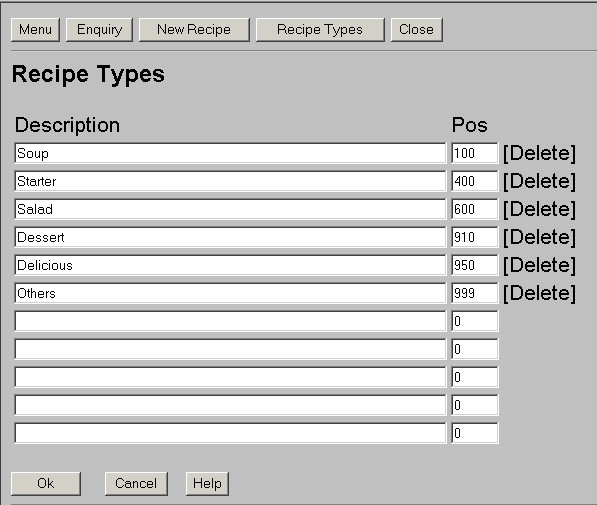 Menu Enquiry New Recipe Recipe Types Close
Recipe Types
Description Pos
Soup 100 [Delete]
Starter 400 [Delete]
Salad 600 [Delete]
Dessert 910 [Delete]
Delicious 950 [Delete]
Others 999 [Delete]
0
0
0
0
0
Ok Cancel Help